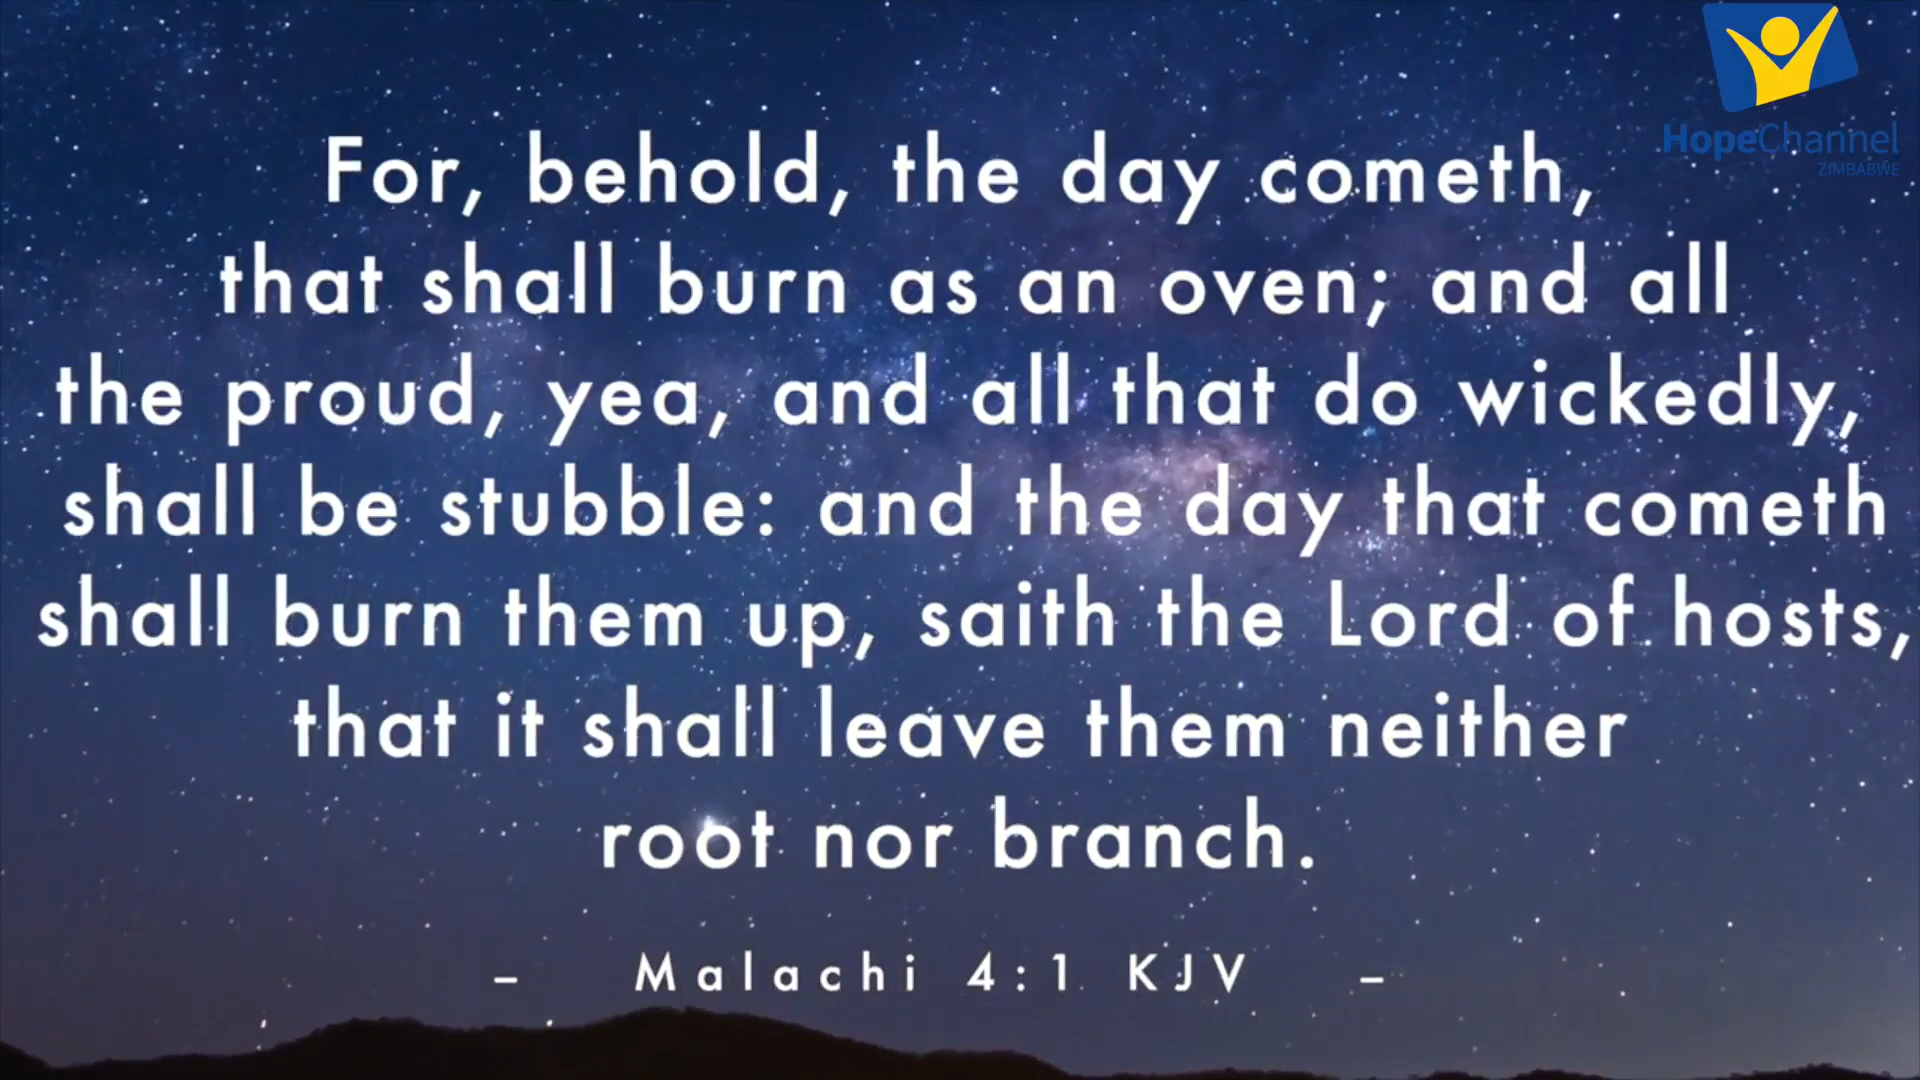 HopeChannel
ZIMBABWE
For, behold, the day cometh,
that shall burn as an oven; and all
the proud, yea, and all that do wickedly,
shall be stubble: and the day that cometh
shall burn them up, saith the Lord of hosts,
that it shall leave them neither
root nor branch.
– Malachi 4:1 KJV –